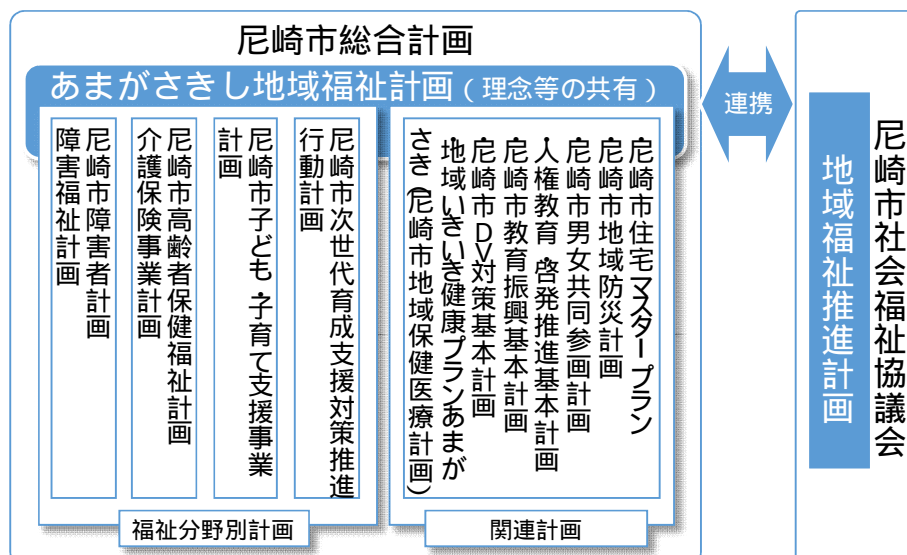 尼崎市総合計画
あまがさきし地域福祉計画(理念等の共有)
尼崎市障害者計画
障害福祉計画
尼崎市高齢者保健福祉計画
介護保険事業計画
尼崎市子ども・子育て支援事業
計画
尼崎市次世代育成支援対策推進
行動計画
福祉分野別計画
・尼崎市住宅マスタープラン
・尼崎市地域防災計画
・尼崎市男女共同参画計画
・人権教育・啓発推進基本計画
・尼崎市教育振興基本計画
・尼崎市DV対策基本計画
・地域いきいき健康プランあまが
さき(尼崎市地域保健医療計画)
関連計画
連携
尼崎市社会福祉協議会
地域福祉推進計画